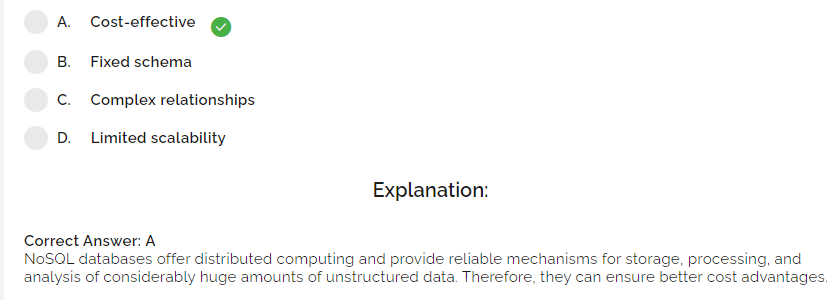 A. Cost-effective
B. Fixed schema
C. Complex relationships
D. Limited scalability
Explanation:
Correct Answer: A
NoSQL databases offer distributed computing and provide reliable mechanisms for storage, processing, and
analysis of considerably huge amounts of unstructured data. Therefore, they can ensure better cost advantages.